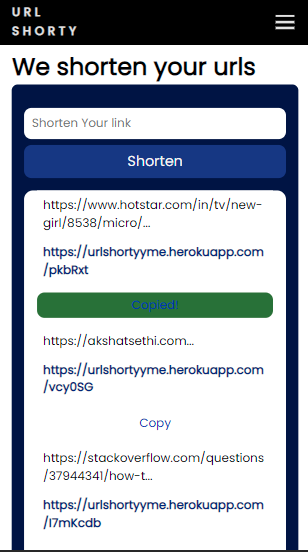 URL
SHORTY
We shorten your urls
Shorten Your link
Shorten
https://www.hotstar.com/in/tv/new-
girl/8538/micro/...
https://urlshortyyme.herokuapp.com
/pkbRxt
Copied!
https://akshatsethi.com...
https://urlshortyyme.herokuapp.com
/vcy0SG
Copy
https://stackoverflow.com/questions
/37944341/how-t...
https://urlshortyyme.herokuapp.com
/I7mKcdb